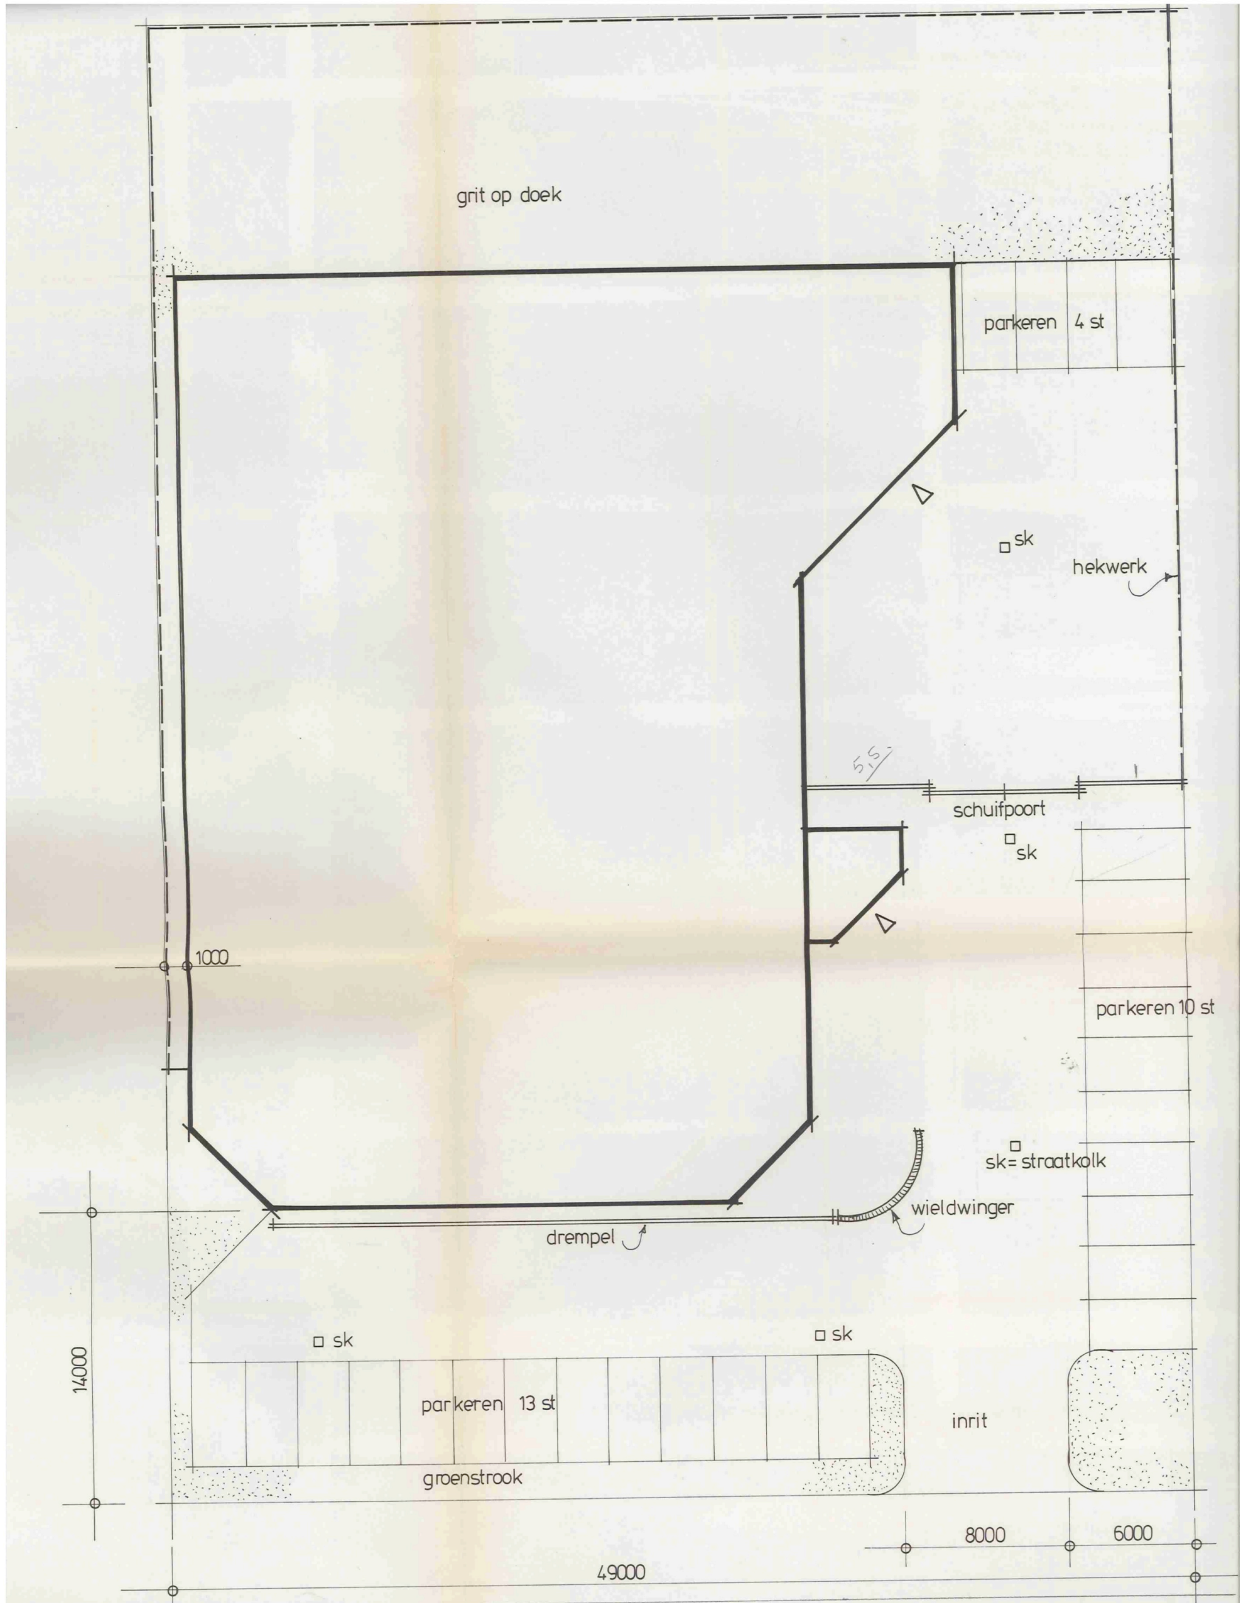 grit op doek
parkeren 4 st
sk
hekwerk
5,5
schuifpoort
sk
1000
parkeren 10 st
sk = straatkolk
wieldwinger
drempel
sk
sk
14000
parkeren 13 st
inrit
groenstrook
8000
6000
49000